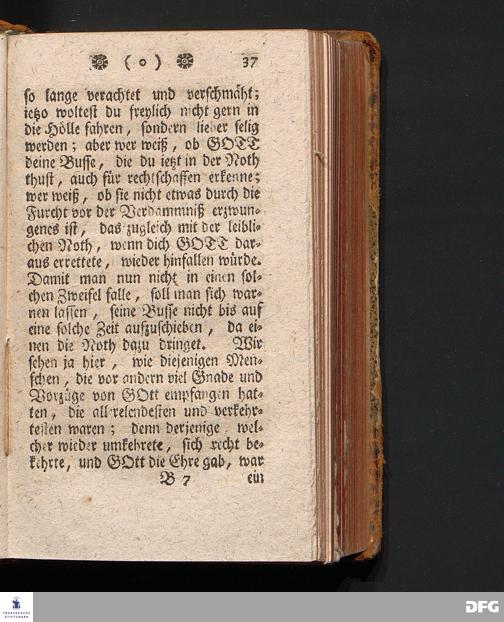 ( o ) 37
so lange verachtet und verschmäht;
ietzo woltest du freylich nicht gern in
die Hölle fahren, sondern lieber selig
werden; aber wer weiß, ob GOTT
deine Busse, die du ietzt in der Noth
thust, auch für rechtschaffen erkenne;
wer weiß, ob sie nicht etwas durch die
Furcht vor der Verdammniß erzwun-
genes ist, das zugleich mit der leibli-
chen Noth, wenn dich GOTT dar-
aus errettete, wieder hinfallen würde.
Damit man nun nicht in einen sol-
chen Zweifel falle, soll man sich war-
nen lassen, seine Busse nicht bis auf
eine solche Zeit aufzuschieben, da ei-
nen die Noth dazu dringet. Wir
sehen ja hier, wie diejenigen Men-
schen, die vor andern viel Gnade und
Vorzüge von GOtt empfangen hat-
ten, die allerelendesten und verkehr-
testen waren; denn derjenige, wel-
cher wieder umkehrete, sich recht be-
kehrte, und GOtt die Ehre gab, war
B 7 ein
FRANCKESCHE
STIFTUNGEN
DFG